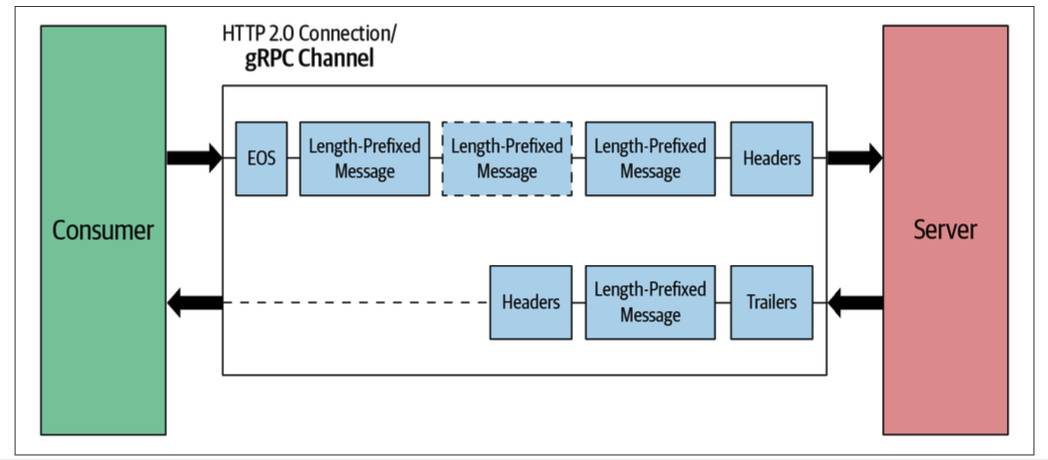 HTTP 2.0 Connection/
gRPC Channel
Consumer
EOS
Length-Prefixed
Message
Length-Prefixed
Message
Length-Prefixed
Message
Headers
Server
Headers
Length-Prefixed
Message
Trailers